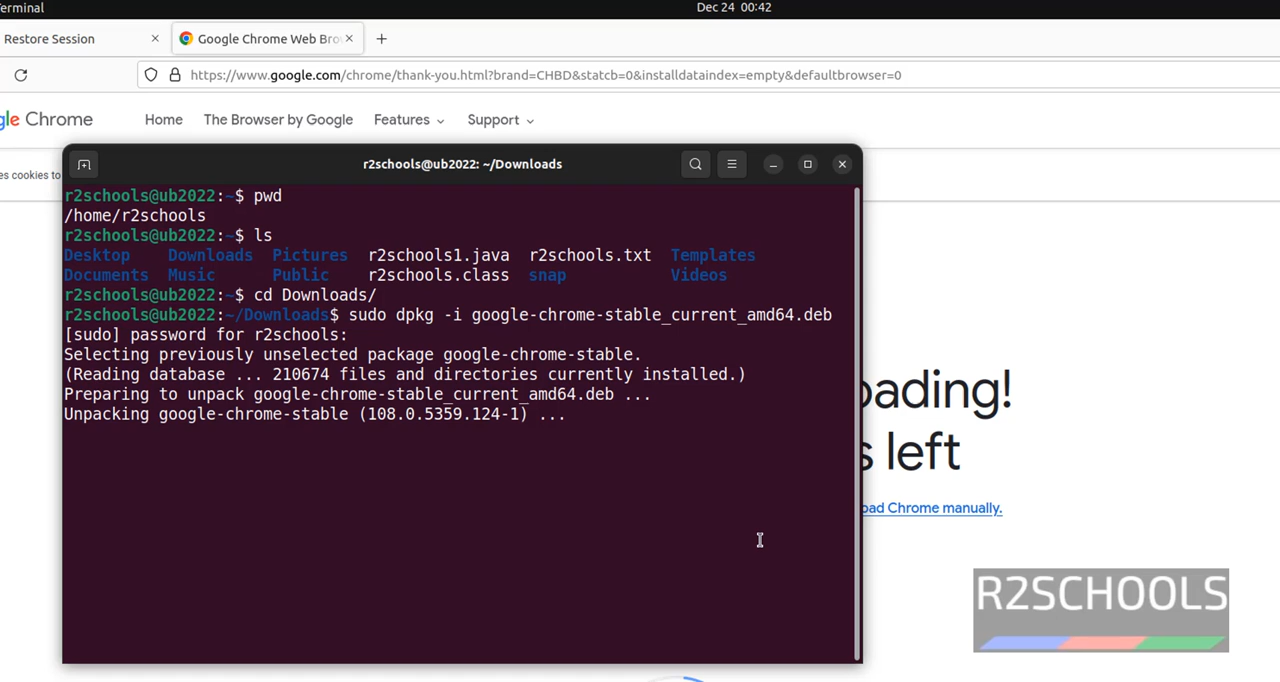 erminal
Dec 24 00:42
Restore Session
Google Chrome Web Bro
https://www.google.com/chrome/thank-you.html?brand=CHBD&statcb=0&installdataindex=empty&defaultbrowser=0
gle Chrome
Home
The Browser by Google
Features
Support
es cookies to
r2schools@ub2022: ~/Downloads
r2schools@ub2022:~$ pwd
/home/r2schools
r2schools@ub2022:~$ ls
Desktop Downloads Pictures r2schools1.java r2schools.txt Templates
Documents Music Public r2schools.class snap Videos
r2schools@ub2022:~$ cd Downloads/
r2schools@ub2022:~/Downloads$ sudo dpkg -i google-chrome-stable_current_amd64.deb
[sudo] password for r2schools:
Selecting previously unselected package google-chrome-stable.
(Reading database ... 210674 files and directories currently installed.)
Preparing to unpack google-chrome-stable_current_amd64.deb ...
Unpacking google-chrome-stable (108.0.5359.124-1) ...
oading!
s left
oad Chrome manually.
R2SCHOOLS